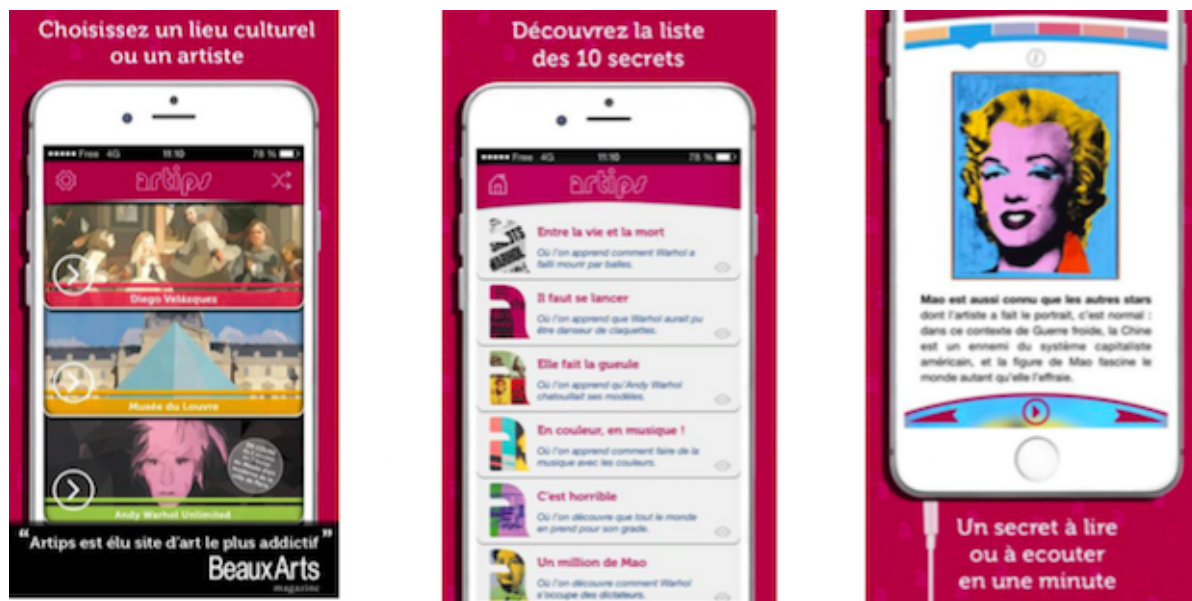 Choisissez un lieu culturel
ou un artiste
Free 4G 11:10 78 %
artips
Diego Velázquez
Musée du Louvre
Andy Warhol Unlimited
“Artips est élu site d'art le plus addictif”
BeauxArts
magazine
Découvrez la liste
des 10 secrets
Free 4G 11:10 78 %
artips
Entre la vie et la mort
Où l'on apprend comment Warhol a
failli mourir par balles.
Il faut se lancer
Où l'on apprend que Warhol aurait pu
être danseur de claquettes.
Elle fait la gueule
Où l'on apprend qu'Andy Warhol
chatouillait ses modèles.
En couleur, en musique !
Où l'on apprend comment faire de la
musique avec les couleurs.
C'est horrible
Où l'on découvre que tout le monde
en prend pour son grade.
Un million de Mao
Où l'on découvre comment Warhol
s'occupe des dictateurs.
Mao est aussi connu que les autres stars
dont l'artiste a fait le portrait, c'est normal :
dans ce contexte de Guerre froide, la Chine
est un ennemi du système capitaliste
américain, et la figure de Mao fascine le
monde autant qu'elle l'effraie.
Un secret à lire
ou à ecouter
en une minute